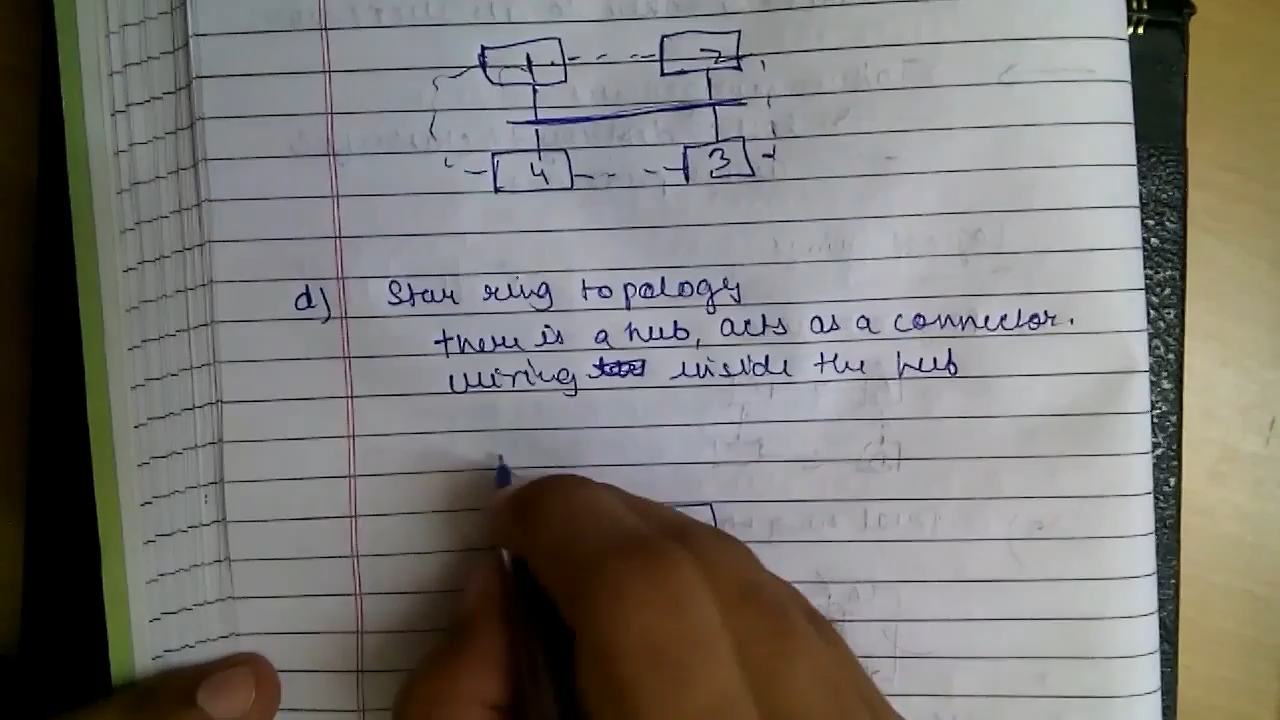 1 2
4 3
d) Star ring topology
there is a hub, acts as a connector.
wiring inside the hub